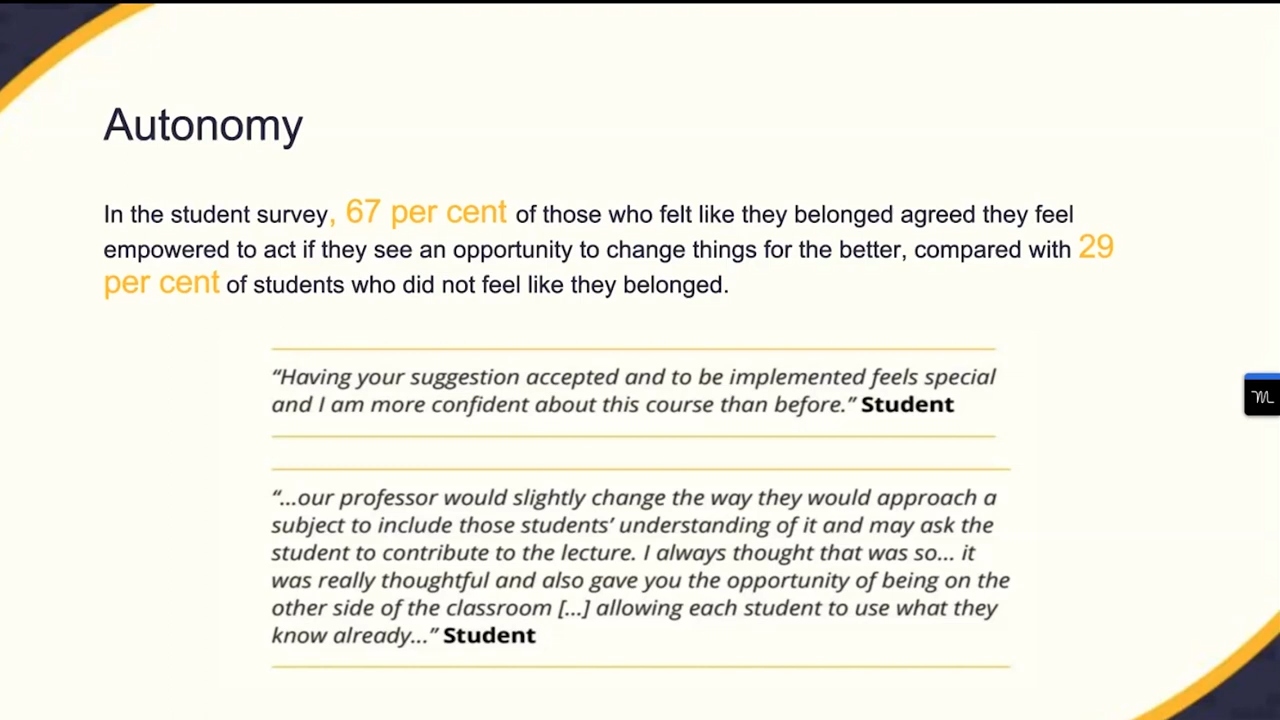 Autonomy
In the student survey, 67 per cent of those who felt like they belonged agreed they feel
empowered to act if they see an opportunity to change things for the better, compared with 29
per cent of students who did not feel like they belonged.
“Having your suggestion accepted and to be implemented feels special
and I am more confident about this course than before.” Student
“...our professor would slightly change the way they would approach a
subject to include those students’ understanding of it and may ask the
student to contribute to the lecture. I always thought that was so... it
was really thoughtful and also gave you the opportunity of being on the
other side of the classroom [...] allowing each student to use what they
know already...” Student